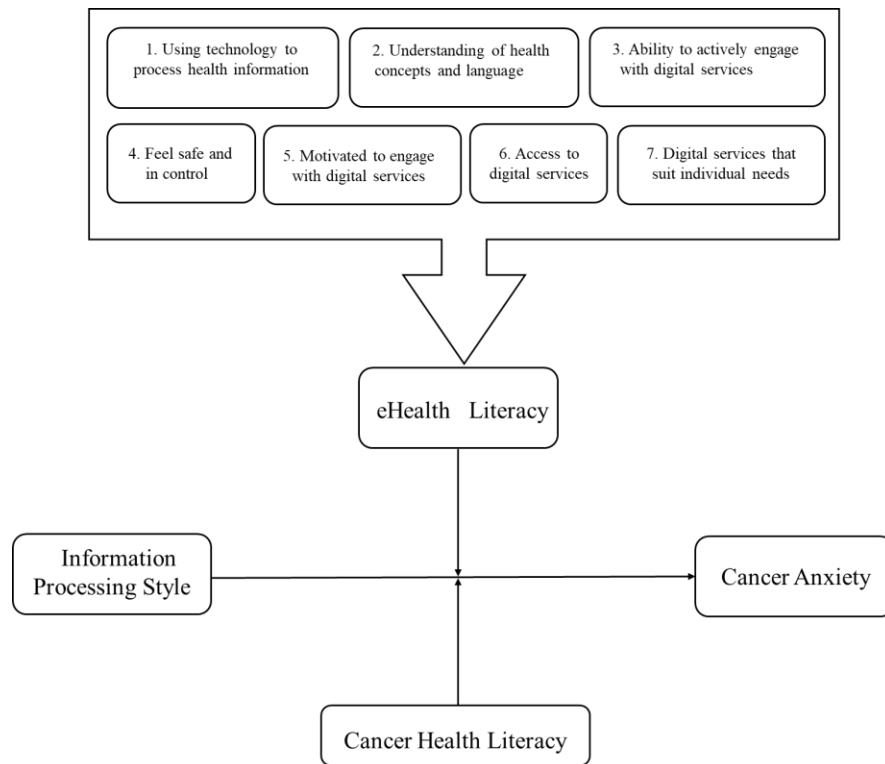 1. Using technology to
process health information
2. Understanding of health
concepts and language
3. Ability to actively engage
with digital services
4. Feel safe and
in control
5. Motivated to engage
with digital services
6. Access to
digital services
7. Digital services that
suit individual needs
eHealth Literacy
Information
Processing Style
Cancer Anxiety
Cancer Health Literacy